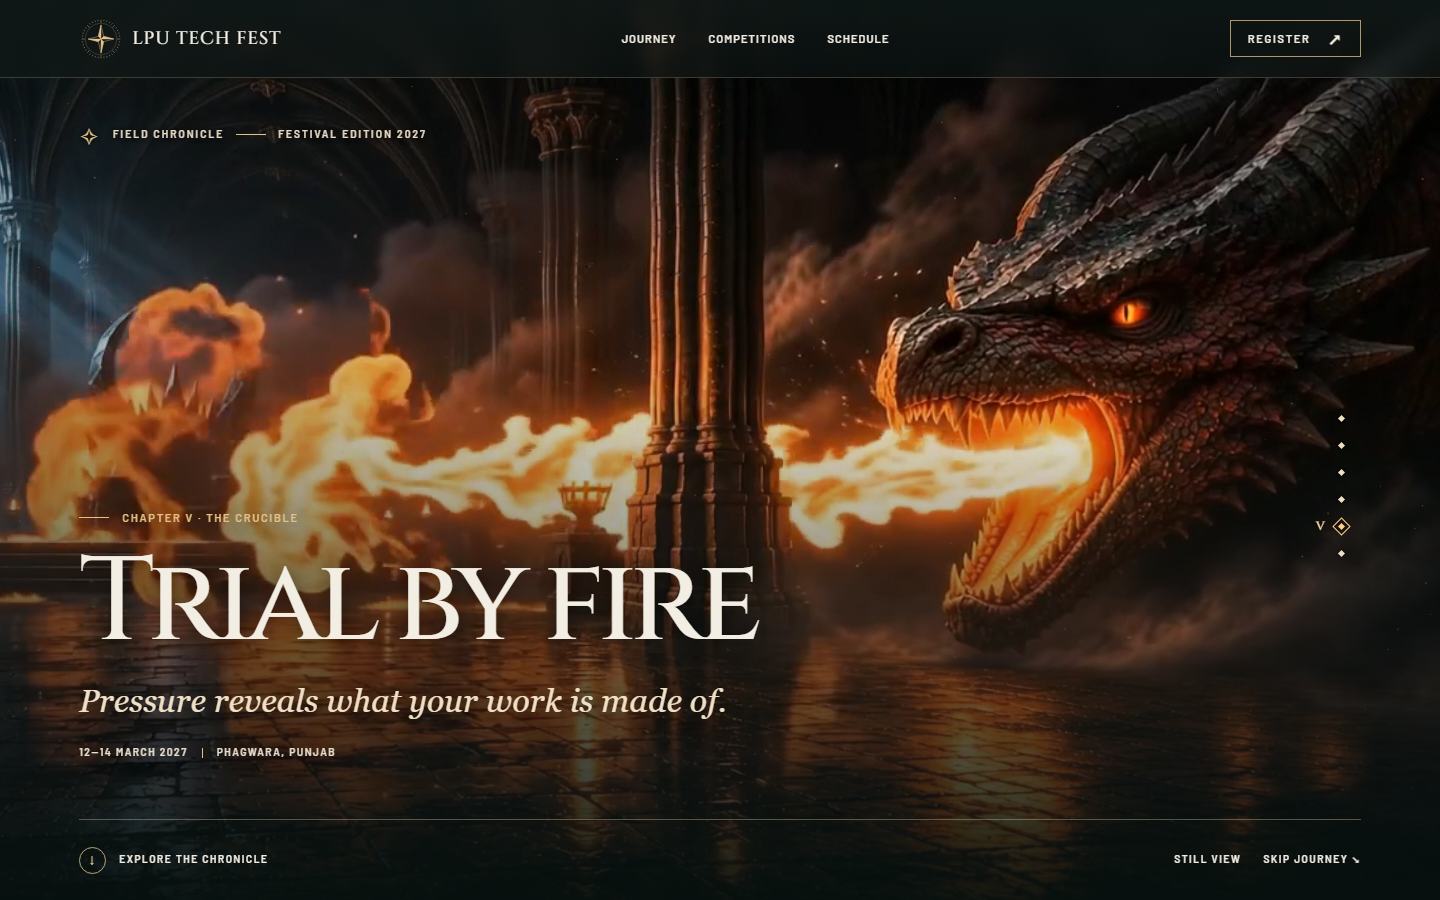 LPU TECH FEST
JOURNEY
COMPETITIONS
SCHEDULE
REGISTER ↗
FIELD CHRONICLE — FESTIVAL EDITION 2027
V
CHAPTER V · THE CRUCIBLE
TRIAL BY FIRE
Pressure reveals what your work is made of.
12–14 MARCH 2027 | PHAGWARA, PUNJAB
↓ EXPLORE THE CHRONICLE
STILL VIEW
SKIP JOURNEY ↘